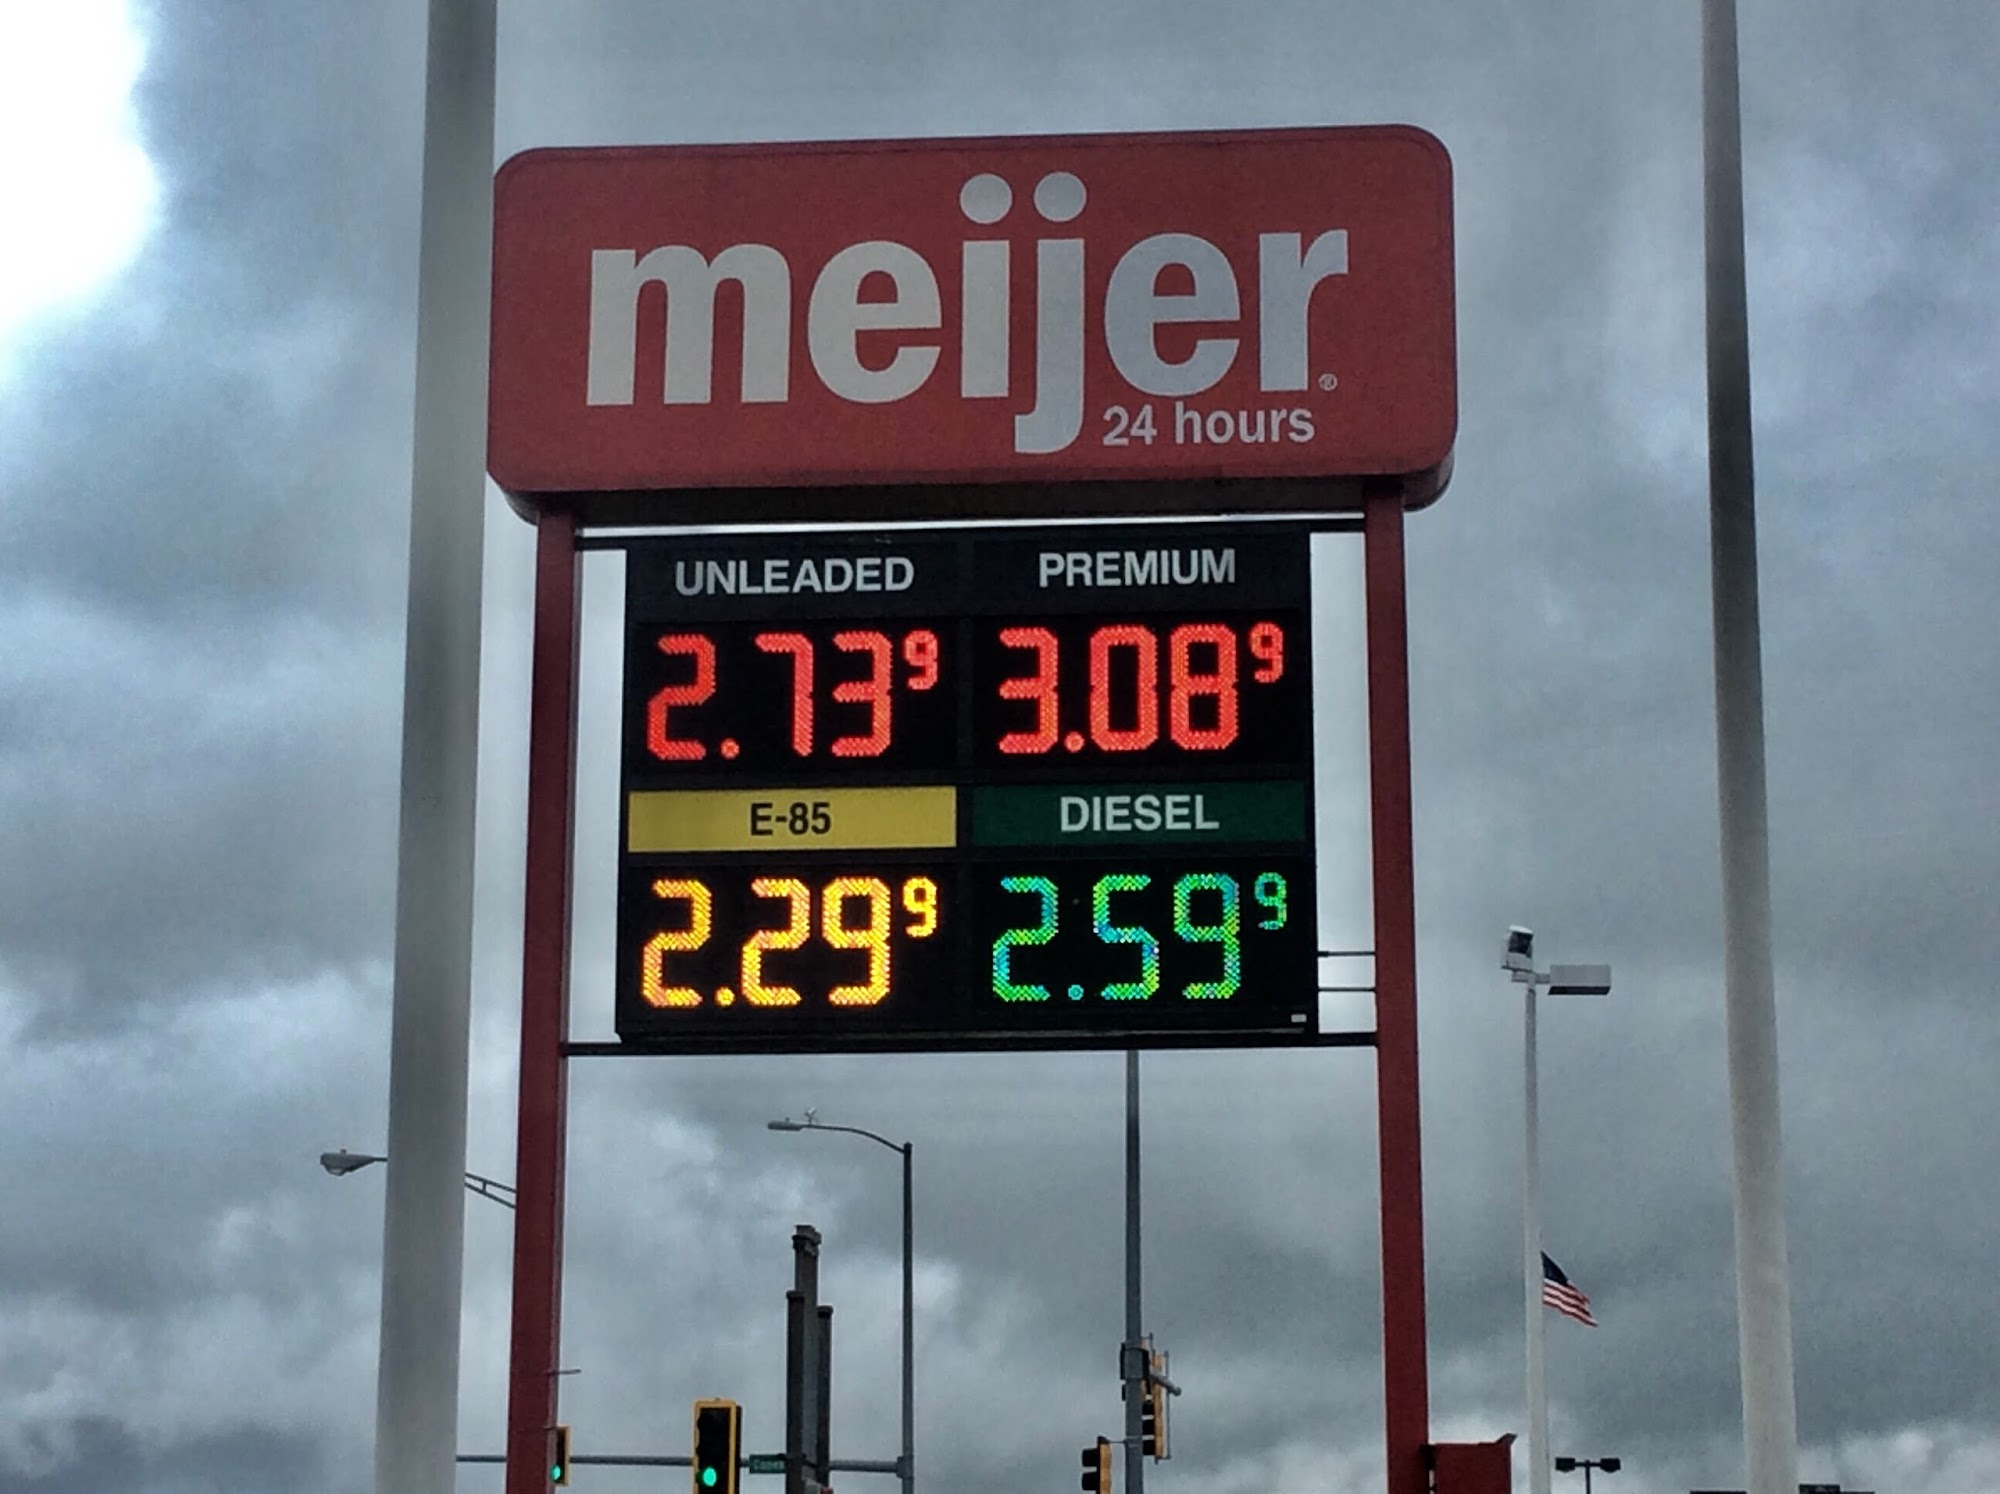 meijer®
24 hours
UNLEADED PREMIUM
2.739 3.089
E-85 DIESEL
2.299 2.599